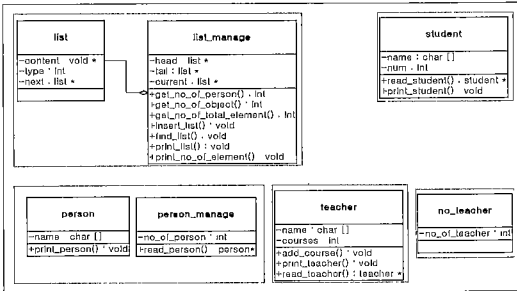 list
-content void *
-type * int
-next . list *
list_manage
-head list *
-tail : list *
-current . list *
+get_no_of_person() . int
+get_no_of_object() * int
+get_no_of_total_element() . int
+insert_list() * void
+find_list() . void
+print_list() : void
+print_no_of_element() void
student
-name : char []
-num . int
+read_student() . student *
+print_student() void
person
-name char []
+print_person() * void
person_manage
-no_of_person * int
+read_person() person*
teacher
-name * char []
-courses int
+add_course() * void
+print_teacher() * void
+read_teacher() : teacher *
no_teacher
-no_of_teacher * int